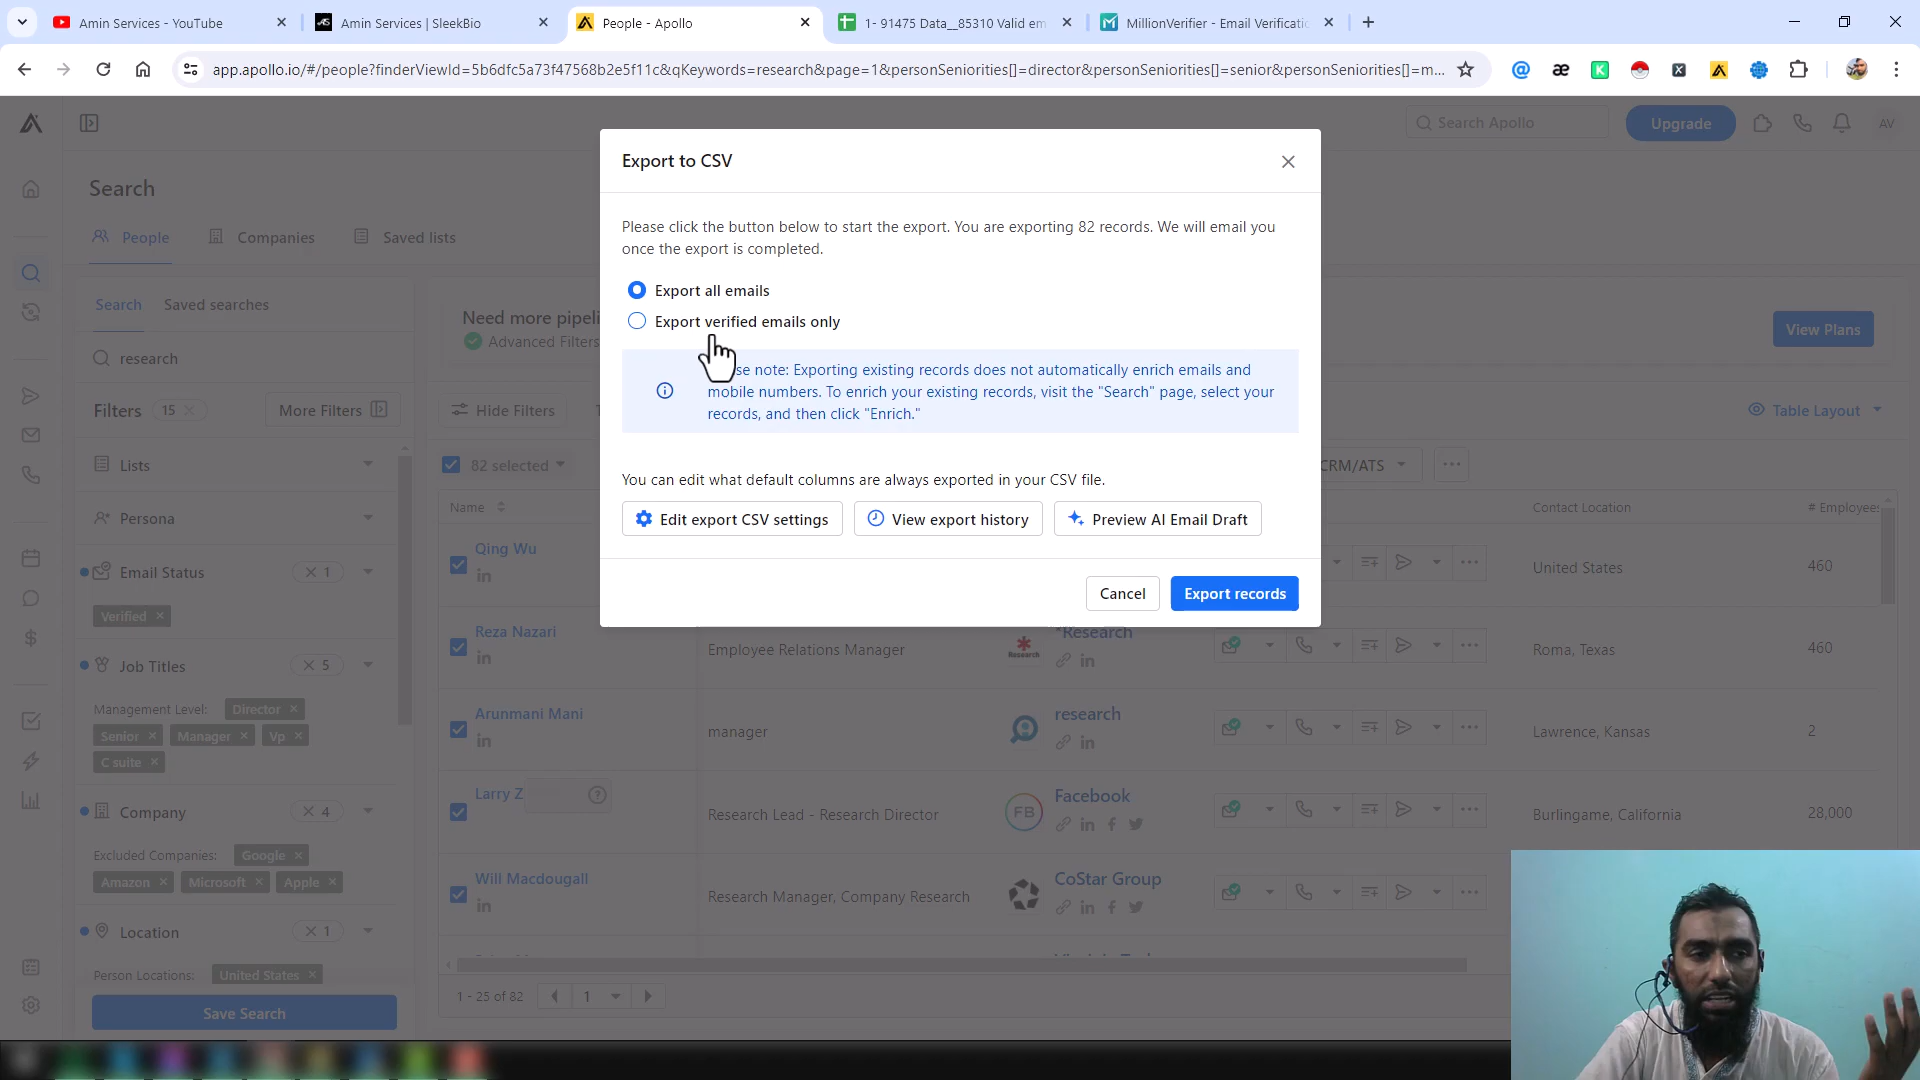 Amin Services - YouTube
Amin Services | SleekBio
People - Apollo
1- 91475 Data__85310 Valid em
MillionVerifier - Email Verificatio
app.apollo.io/#/people?finderViewId=5b6dfc5a73f47568b2e5f11c&qKeywords=research&page=1&personSeniorities[]=director&personSeniorities[]=senior&personSeniorities[]=m...
Search Apollo
Upgrade
AV
Search
People
Companies
Saved lists
Search
Saved searches
research
Filters 15
More Filters
Lists
Persona
Email Status
1
Verified
Job Titles
5
Management Level: Director
Senior Manager Vp
C suite
Company
4
Excluded Companies: Google
Amazon Microsoft Apple
Location
1
Person Locations: United States
Save Search
Need more pipeli
Advanced Filters
View Plans
Hide Filters
Table Layout
82 selected
CRM/ATS
Name
Contact Location
# Employees
Export to CSV
Please click the button below to start the export. You are exporting 82 records. We will email you
once the export is completed.
Export all emails
Export verified emails only
se note: Exporting existing records does not automatically enrich emails and
mobile numbers. To enrich your existing records, visit the "Search" page, select your
records, and then click "Enrich."
You can edit what default columns are always exported in your CSV file.
Edit export CSV settings
View export history
Preview AI Email Draft
Cancel
Export records
Qing Wu
United States
460
Reza Nazari
Employee Relations Manager
*Research
Research
Roma, Texas
460
Arunmani Mani
manager
research
Lawrence, Kansas
2
Larry Z
Research Lead - Research Director
FB
Facebook
Burlingame, California
28,000
Will Macdougall
Research Manager, Company Research
CoStar Group
1 - 25 of 82
1